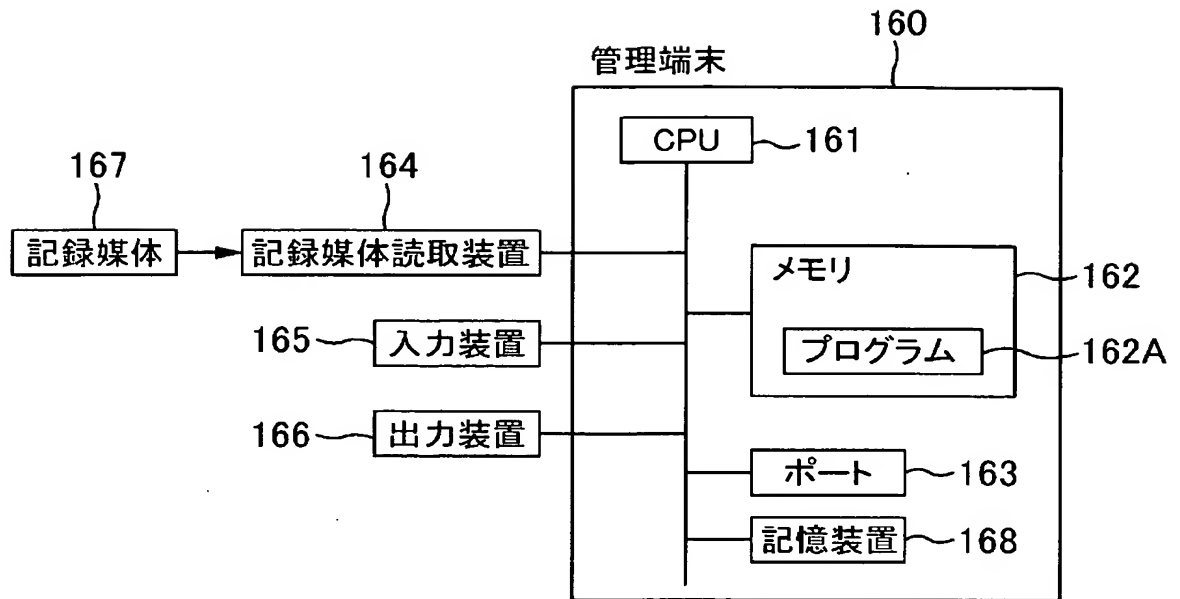 160
管理端末
CPU
161
167
164
記録媒体
記録媒体読取装置
メモリ
162
165
入力装置
プログラム
162A
166
出力装置
ポート
163
記憶装置
168